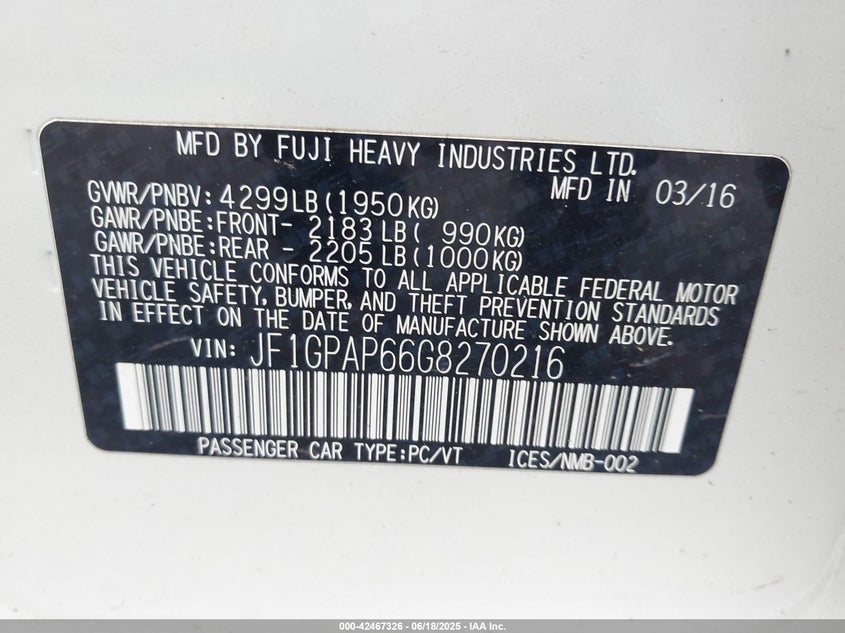 MFD BY FUJI HEAVY INDUSTRIES LTD.
MFD IN 03/16
GVWR/PNBV: 4299LB(1950KG)
GAWR/PNBE:FRONT- 2183LB( 990KG)
GAWR/PNBE:REAR - 2205LB(1000KG)
THIS VEHICLE CONFORMS TO ALL APPLICABLE FEDERAL MOTOR
VEHICLE SAFETY, BUMPER, AND THEFT PREVENTION STANDARDS
IN EFFECT ON THE DATE OF MANUFACTURE SHOWN ABOVE.
VIN: JF1GPAP66G8270216
PASSENGER CAR TYPE:PC/VT ICES/NMB-002
000-42467326 - 06/18/2025 - IAA Inc.